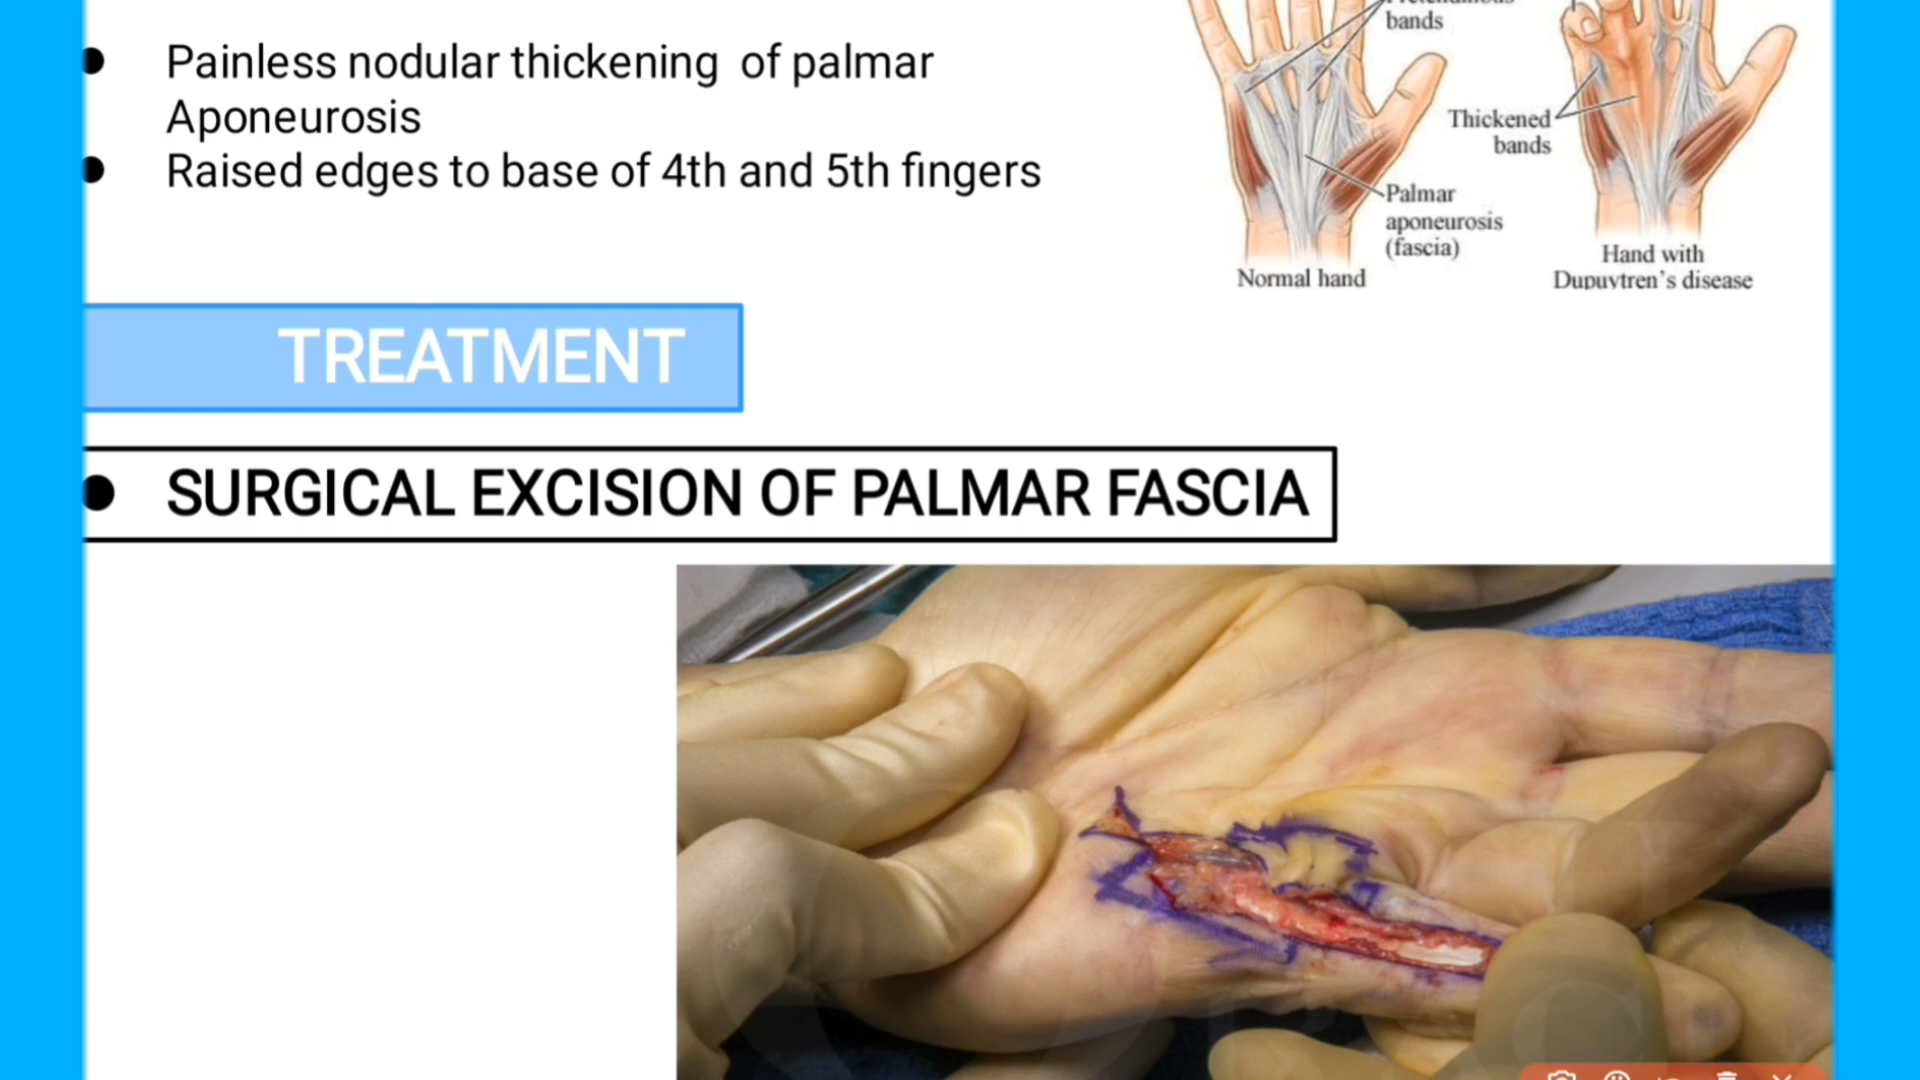 Painless nodular thickening of palmar
Aponeurosis
Raised edges to base of 4th and 5th fingers
bands
Thickened
bands
Palmar
aponeurosis
(fascia)
Normal hand
Hand with
Dupuytren's disease
TREATMENT
SURGICAL EXCISION OF PALMAR FASCIA